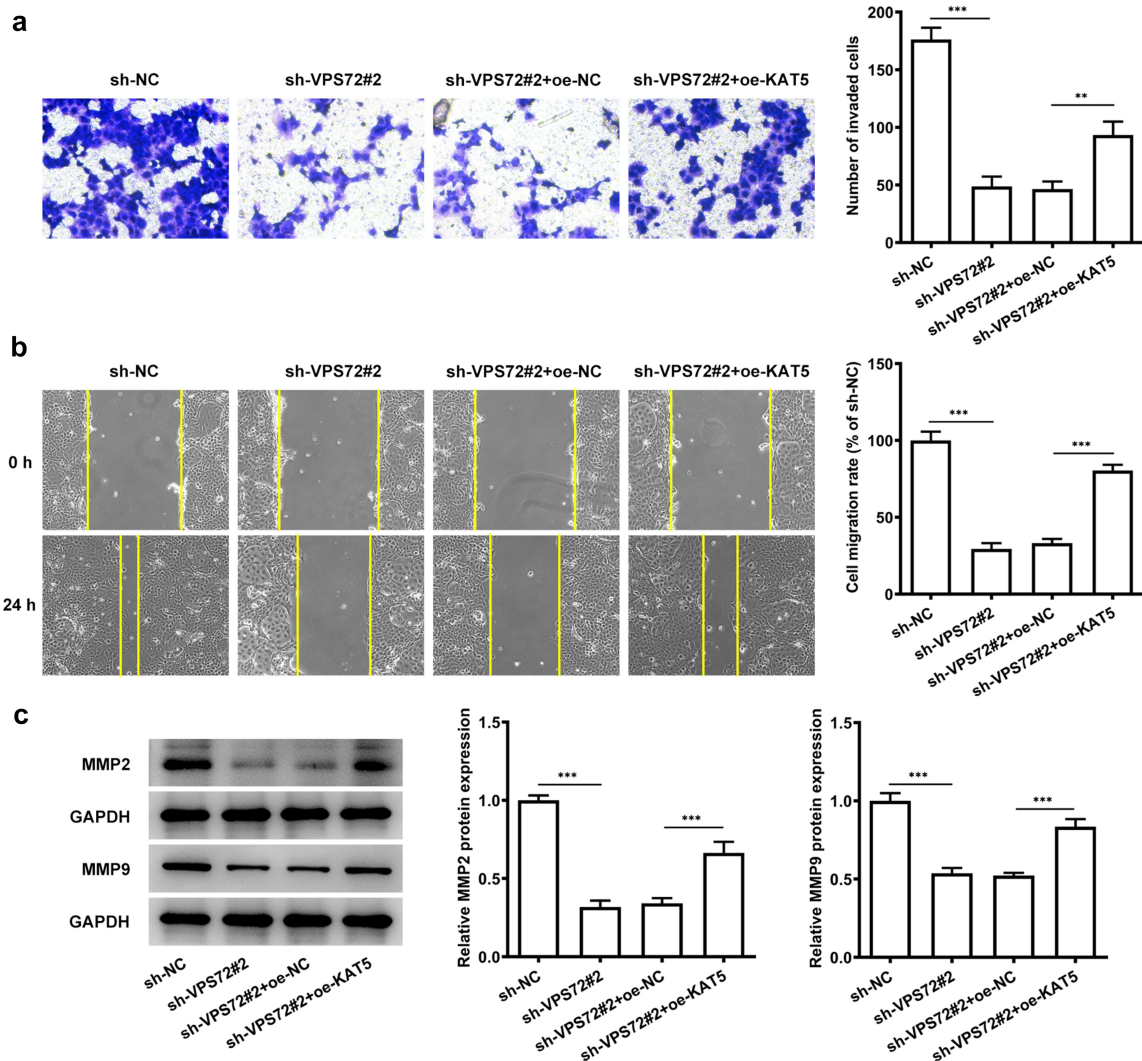 a
sh-NC
sh-VPS72#2
sh-VPS72#2+oe-NC
sh-VPS72#2+oe-KAT5
Number of invaded cells
200
150
100
50
0
***
**
sh-NC
sh-VPS72#2
sh-VPS72#2+oe-NC
sh-VPS72#2+oe-KAT5
b
sh-NC
sh-VPS72#2
sh-VPS72#2+oe-NC
sh-VPS72#2+oe-KAT5
0 h
24 h
Cell migration rate (% of sh-NC)
150
100
50
0
***
***
sh-NC
sh-VPS72#2
sh-VPS72#2+oe-NC
sh-VPS72#2+oe-KAT5
c
MMP2
GAPDH
MMP9
GAPDH
sh-NC
sh-VPS72#2
sh-VPS72#2+oe-NC
sh-VPS72#2+oe-KAT5
Relative MMP2 protein expression
1.5
1.0
0.5
0.0
***
***
sh-NC
sh-VPS72#2
sh-VPS72#2+oe-NC
sh-VPS72#2+oe-KAT5
Relative MMP9 protein expression
1.5
1.0
0.5
0.0
***
***
sh-NC
sh-VPS72#2
sh-VPS72#2+oe-NC
sh-VPS72#2+oe-KAT5